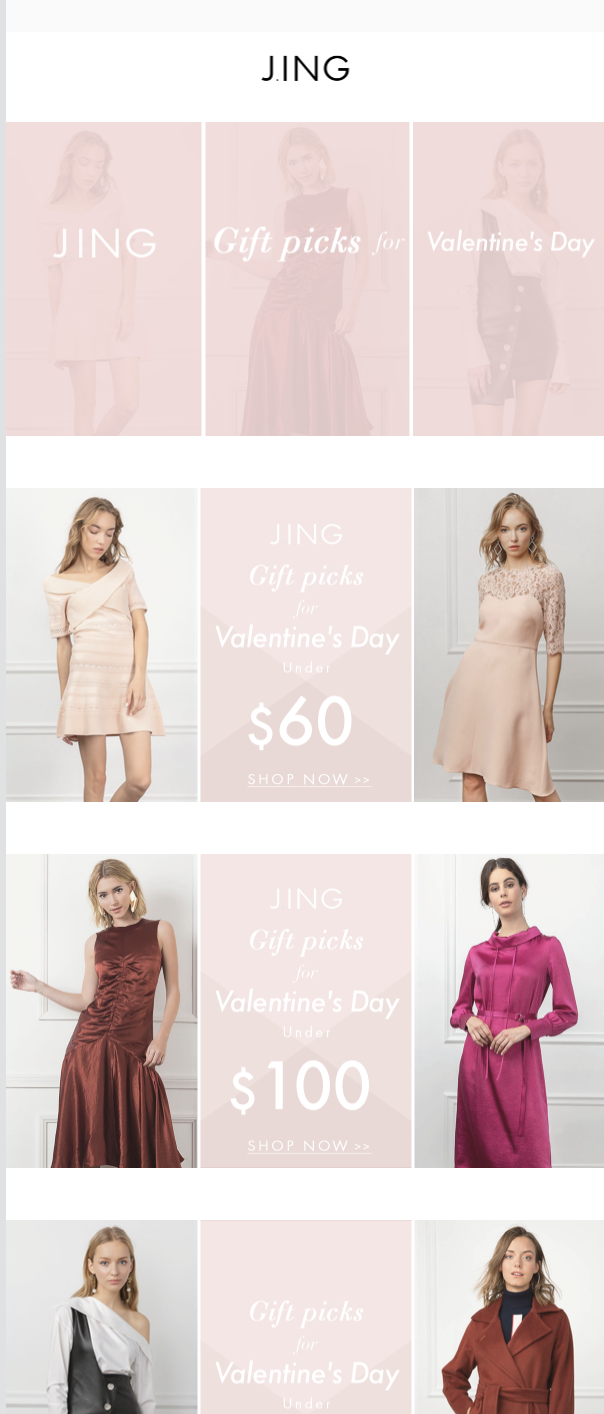 J.ING
JING
Gift picks for
Valentine's Day
JING
Gift picks
for
Valentine's Day
Under
$60
SHOP NOW >>
JING
Gift picks
for
Valentine's Day
Under
$100
SHOP NOW >>
Gift picks
for
Valentine's Day
Under